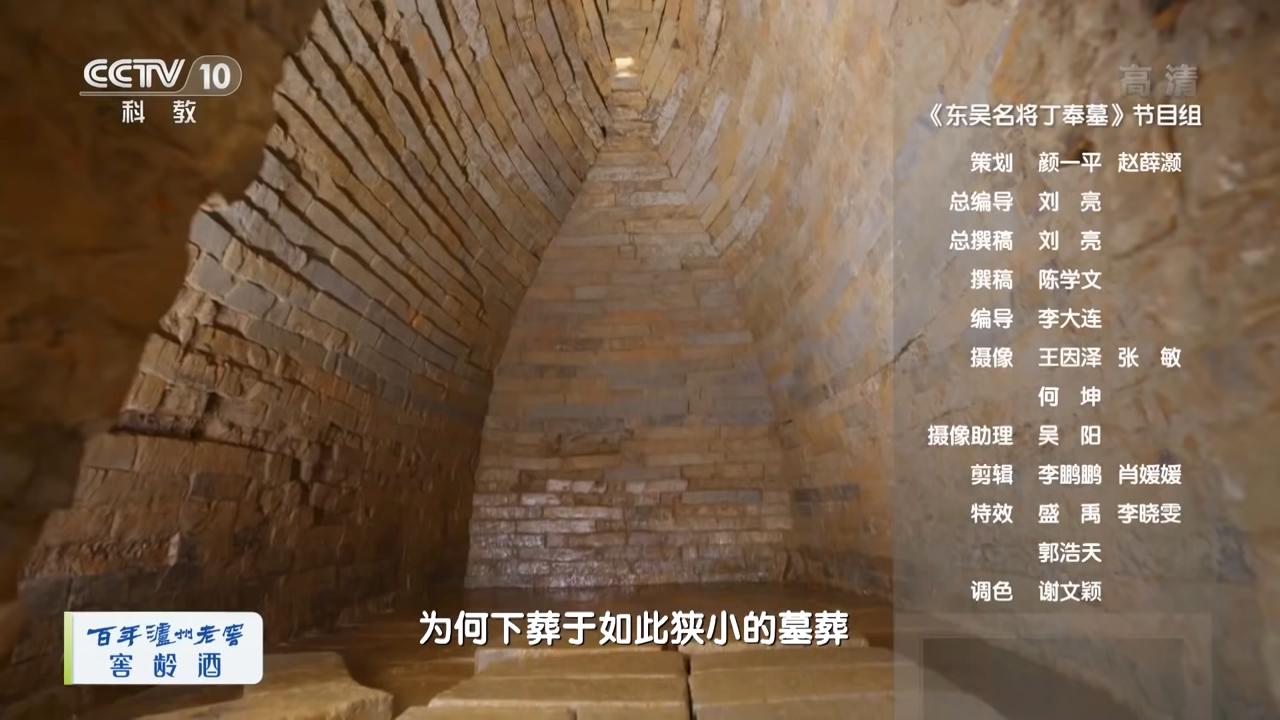 CCTV 10
科 教
高清
《东吴名将丁奉墓》节目组
策划 颜一平 赵薛灏
总编导 刘 亮
总撰稿 刘 亮
撰稿 陈学文
编导 李大连
摄像 王因泽 张 敏
何 坤
摄像助理 吴 阳
剪辑 李鹏鹏 肖媛媛
特效 盛 禹 李晓雯
郭浩天
调色 谢文颖
为何下葬于如此狭小的墓葬
百年泸州老窖
窖 龄 酒